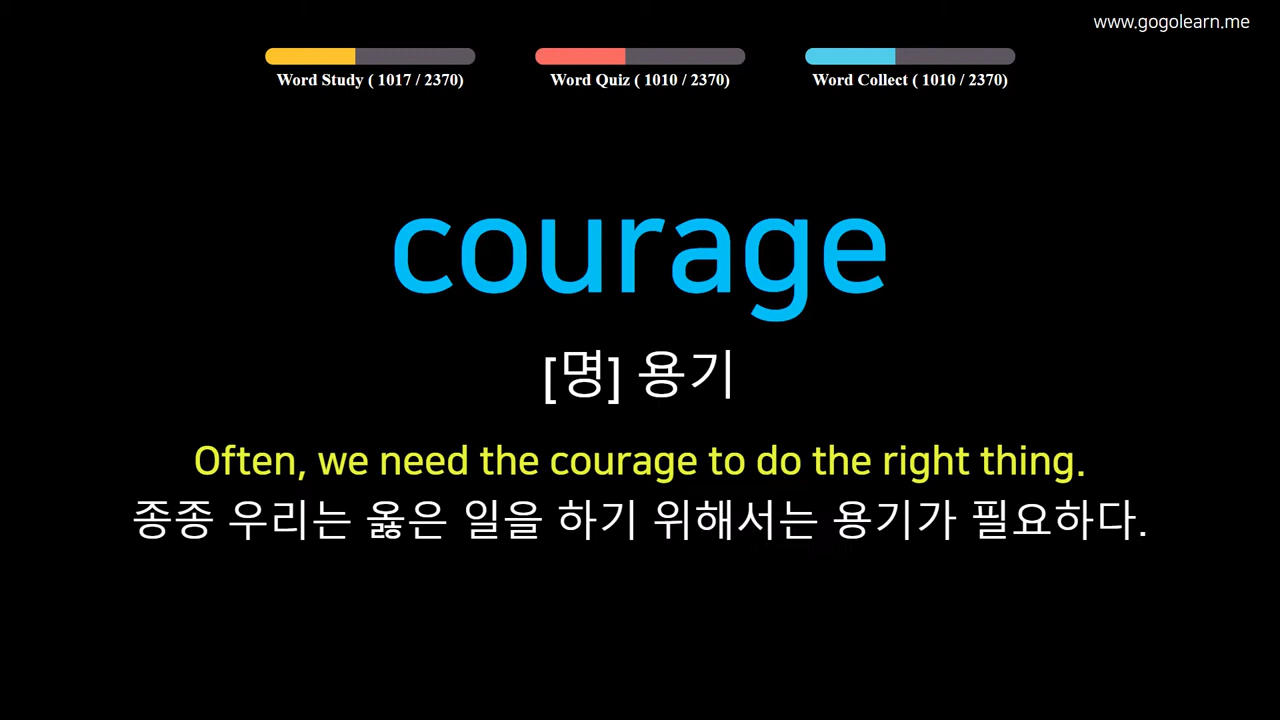 www.gogolearn.me
Word Study ( 1017 / 2370)
Word Quiz ( 1010 / 2370)
Word Collect ( 1010 / 2370)
courage
[명] 용기
Often, we need the courage to do the right thing.
종종 우리는 옳은 일을 하기 위해서는 용기가 필요하다.